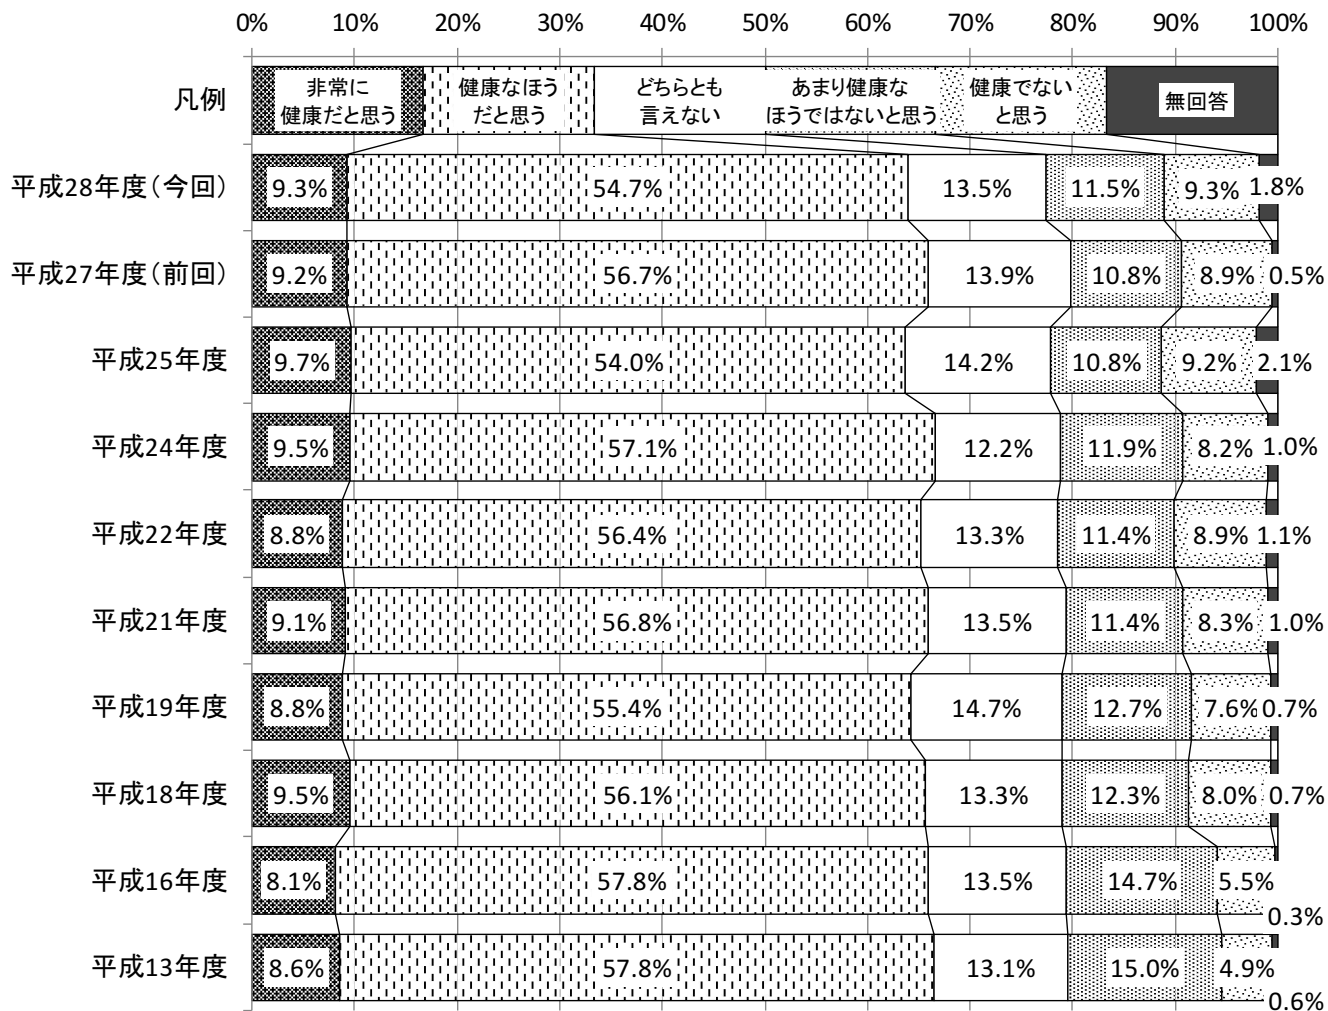 0% 10% 20% 30% 40% 50% 60% 70% 80% 90% 100%
凡例
非常に
健康だと思う
健康なほう
だと思う
どちらとも
言えない
あまり健康な
ほうではないと思う
健康でない
と思う
無回答
平成28年度（今回） 9.3% 54.7% 13.5% 11.5% 9.3% 1.8%
平成27年度（前回） 9.2% 56.7% 13.9% 10.8% 8.9% 0.5%
平成25年度 9.7% 54.0% 14.2% 10.8% 9.2% 2.1%
平成24年度 9.5% 57.1% 12.2% 11.9% 8.2% 1.0%
平成22年度 8.8% 56.4% 13.3% 11.4% 8.9% 1.1%
平成21年度 9.1% 56.8% 13.5% 11.4% 8.3% 1.0%
平成19年度 8.8% 55.4% 14.7% 12.7% 7.6% 0.7%
平成18年度 9.5% 56.1% 13.3% 12.3% 8.0% 0.7%
平成16年度 8.1% 57.8% 13.5% 14.7% 5.5%
0.3%
平成13年度 8.6% 57.8% 13.1% 15.0% 4.9%
0.6%